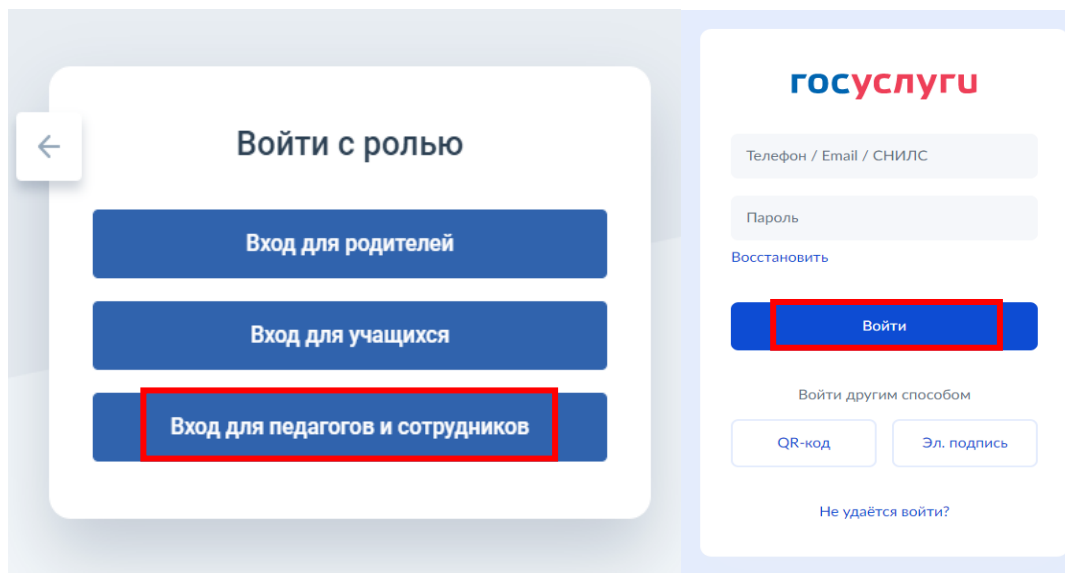 Войти с ролью
Вход для родителей
Вход для учащихся
Вход для педагогов и сотрудников
госуслуги
Телефон / Email / СНИЛС
Пароль
Восстановить
Войти
Войти другим способом
QR-код
Эл. подпись
Не удаётся войти?